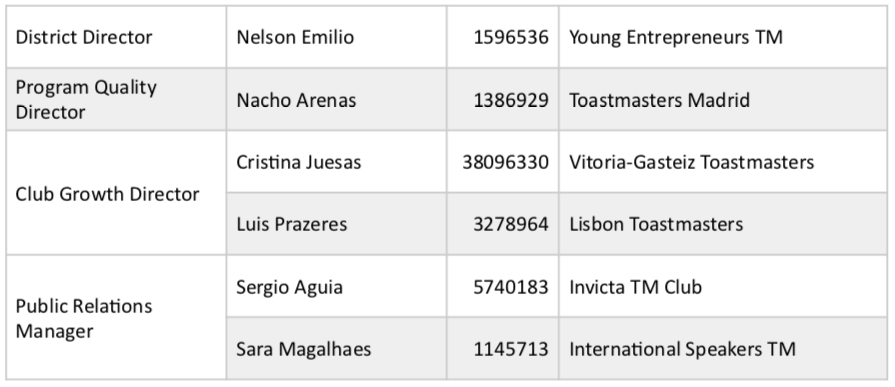 District Director Nelson Emilio 1596536 Young Entrepreneurs TM
Program Quality
Director Nacho Arenas 1386929 Toastmasters Madrid
Club Growth Director
Cristina Juesas 38096330 Vitoria-Gasteiz Toastmasters
Luis Prazeres 3278964 Lisbon Toastmasters
Public Relations
Manager
Sergio Aguia 5740183 Invicta TM Club
Sara Magalhaes 1145713 International Speakers TM